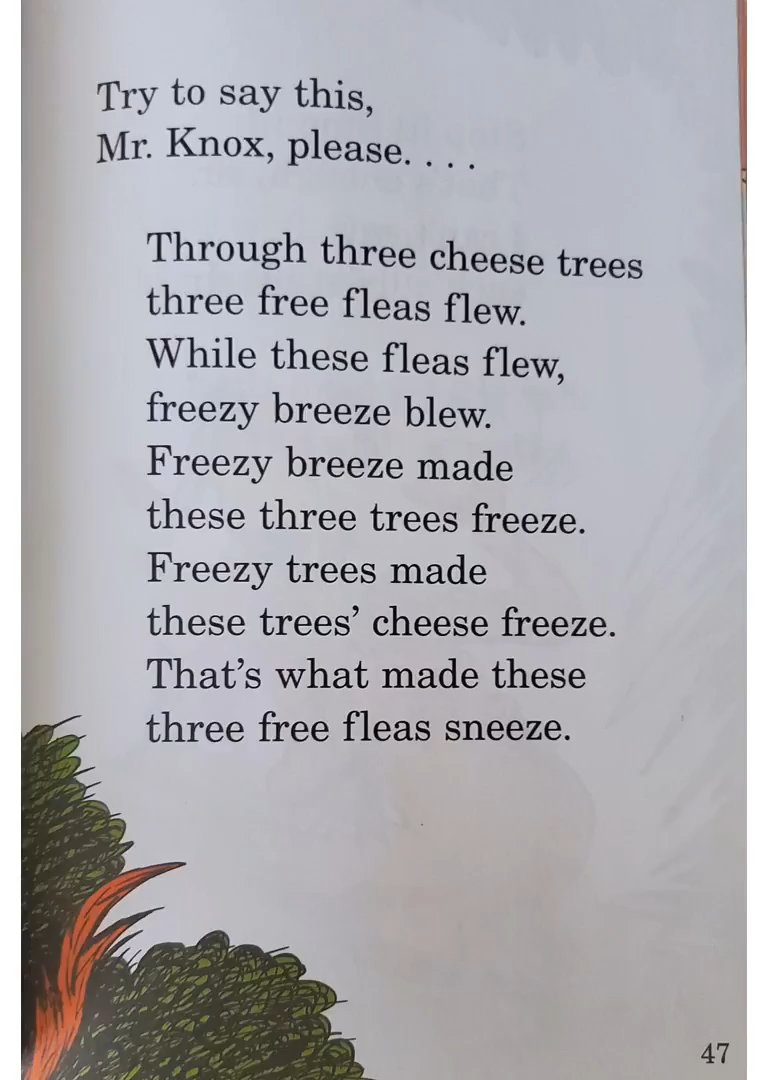 Try to say this,
Mr. Knox, please. . . .
Through three cheese trees
three free fleas flew.
While these fleas flew,
freezy breeze blew.
Freezy breeze made
these three trees freeze.
Freezy trees made
these trees’ cheese freeze.
That’s what made these
three free fleas sneeze.
47